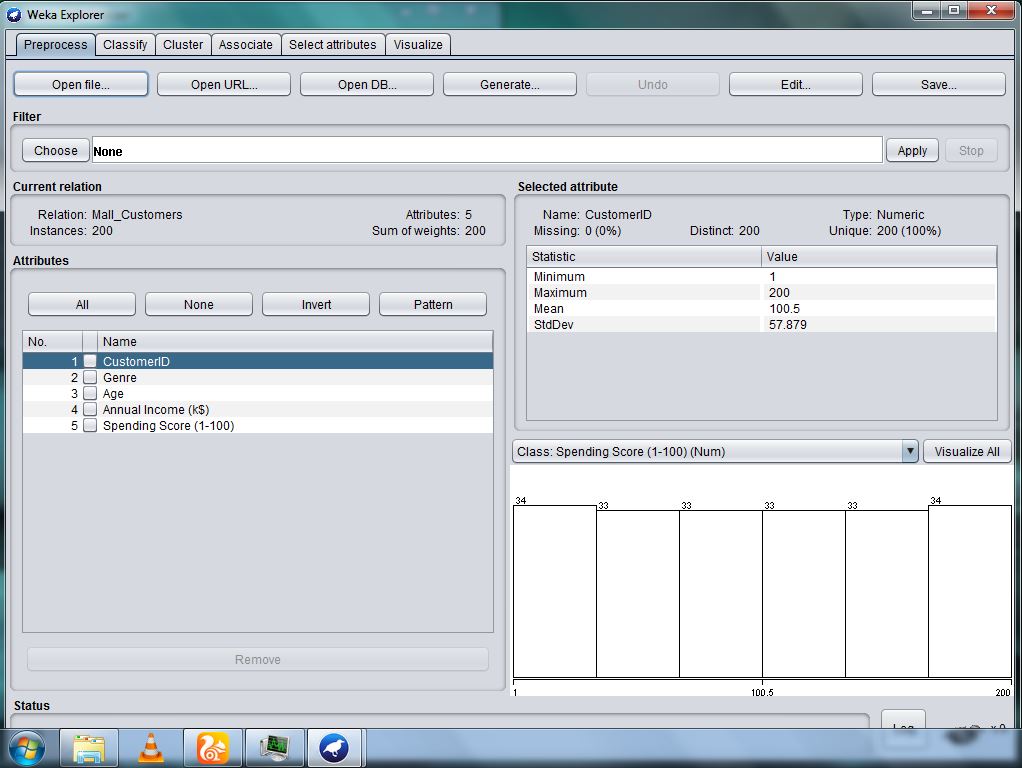 Weka Explorer
Preprocess Classify Cluster Associate Select attributes Visualize
Open file... Open URL... Open DB... Generate... Undo Edit... Save...
Filter
Choose None Apply Stop
Current relation
Relation: Mall_Customers Attributes: 5
Instances: 200 Sum of weights: 200
Attributes
All None Invert Pattern
No. Name
1 CustomerID
2 Genre
3 Age
4 Annual Income (k$)
5 Spending Score (1-100)
Remove
Selected attribute
Name: CustomerID Type: Numeric
Missing: 0 (0%) Distinct: 200 Unique: 200 (100%)
Statistic Value
Minimum 1
Maximum 200
Mean 100.5
StdDev 57.879
Class: Spending Score (1-100) (Num) Visualize All
34 33 33 33 33 34
1 100.5 200
Status
Log x 0